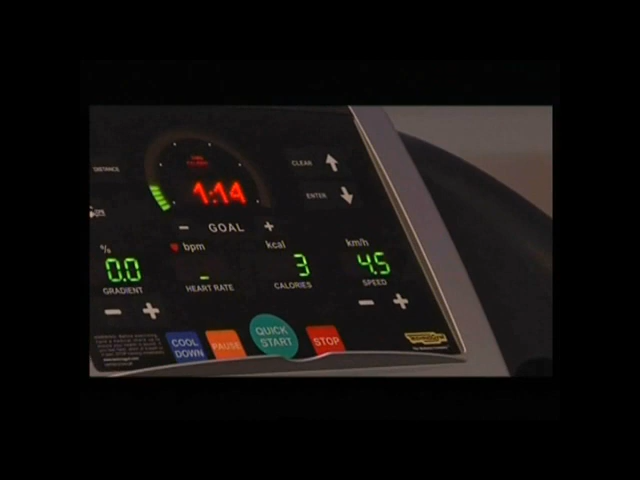 DISTANCE
CLEAR
1:14
ENTER
− GOAL +
% bpm kcal km/h
0.0 - 3 4.5
GRADIENT HEART RATE CALORIES SPEED
− + − +
COOL
DOWN
PAUSE
QUICK
START
STOP